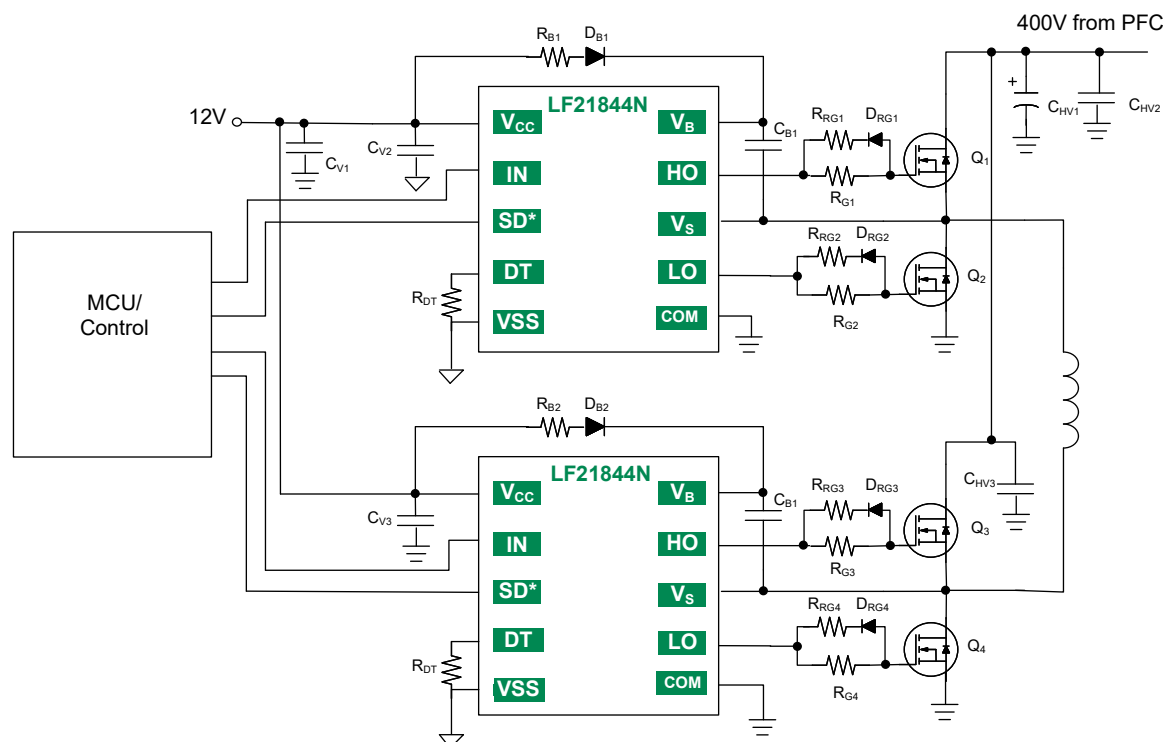 400V from PFC
R_B1 D_B1
LF21844N
12V
V_CC
V_B
C_V1
C_V2
C_B1
R_RG1 D_RG1
+
C_HV1
C_HV2
IN
HO
Q_1
R_G1
SD*
V_S
R_RG2 D_RG2
DT
LO
Q_2
R_DT
R_G2
VSS
COM
MCU/
Control
R_B2 D_B2
LF21844N
V_CC
V_B
C_V3
C_B1
R_RG3 D_RG3
C_HV3
IN
HO
Q_3
R_G3
SD*
V_S
R_RG4 D_RG4
DT
LO
Q_4
R_DT
R_G4
VSS
COM